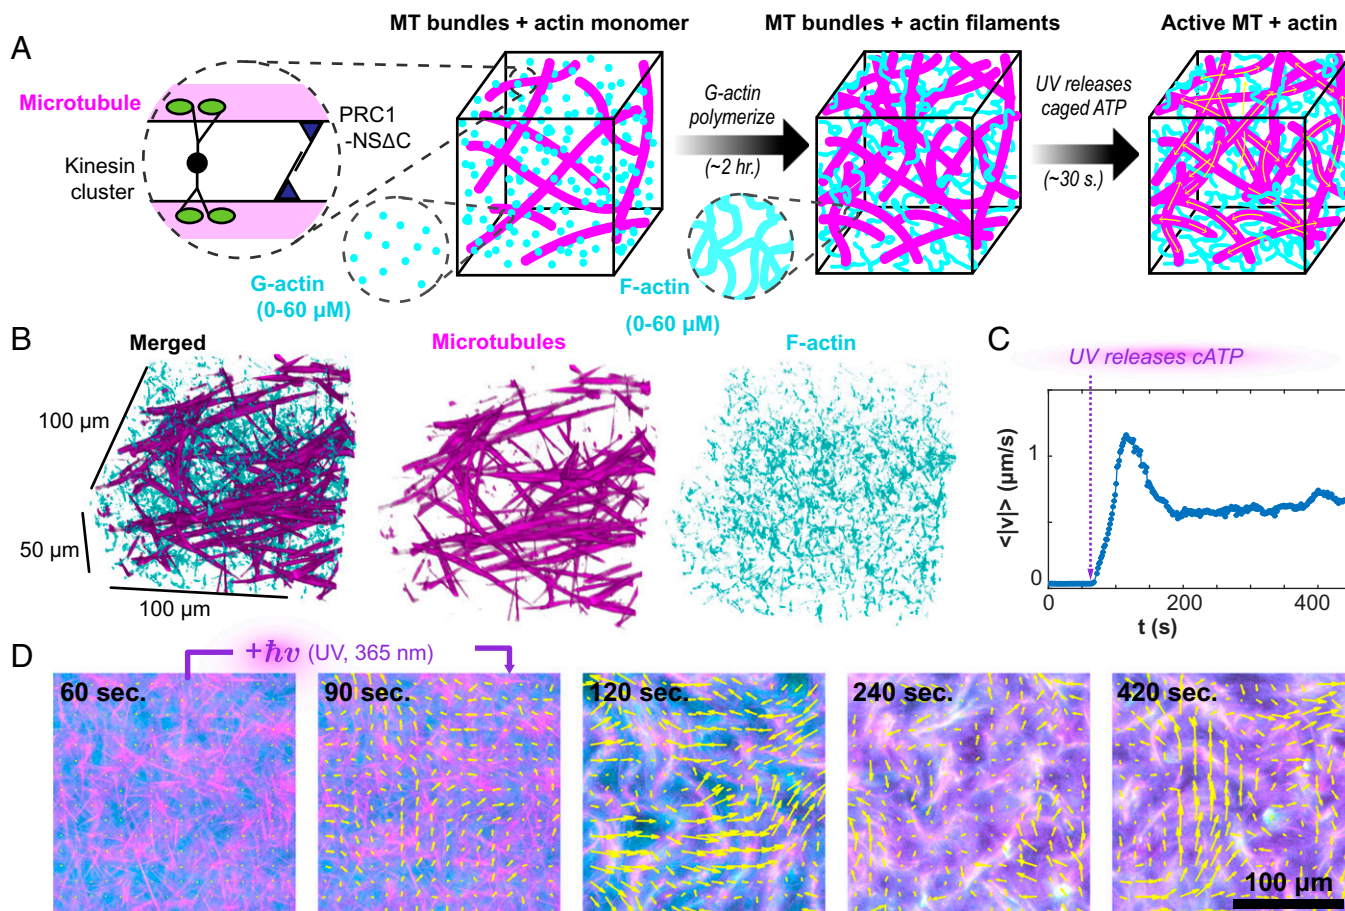 A
MT bundles + actin monomer
MT bundles + actin filaments
Active MT + actin
Microtubule
PRC1
-NSΔC
Kinesin
cluster
G-actin
polymerize
(~2 hr.)
UV releases
caged ATP
(~30 s.)
G-actin
(0-60 µM)
F-actin
(0-60 µM)
B
Merged
Microtubules
F-actin
100 µm
50 µm
100 µm
C
UV releases cATP
<|v|> (µm/s)
1
0
0
200
400
t (s)
D
+ħν (UV, 365 nm)
60 sec.
90 sec.
120 sec.
240 sec.
420 sec.
100 µm